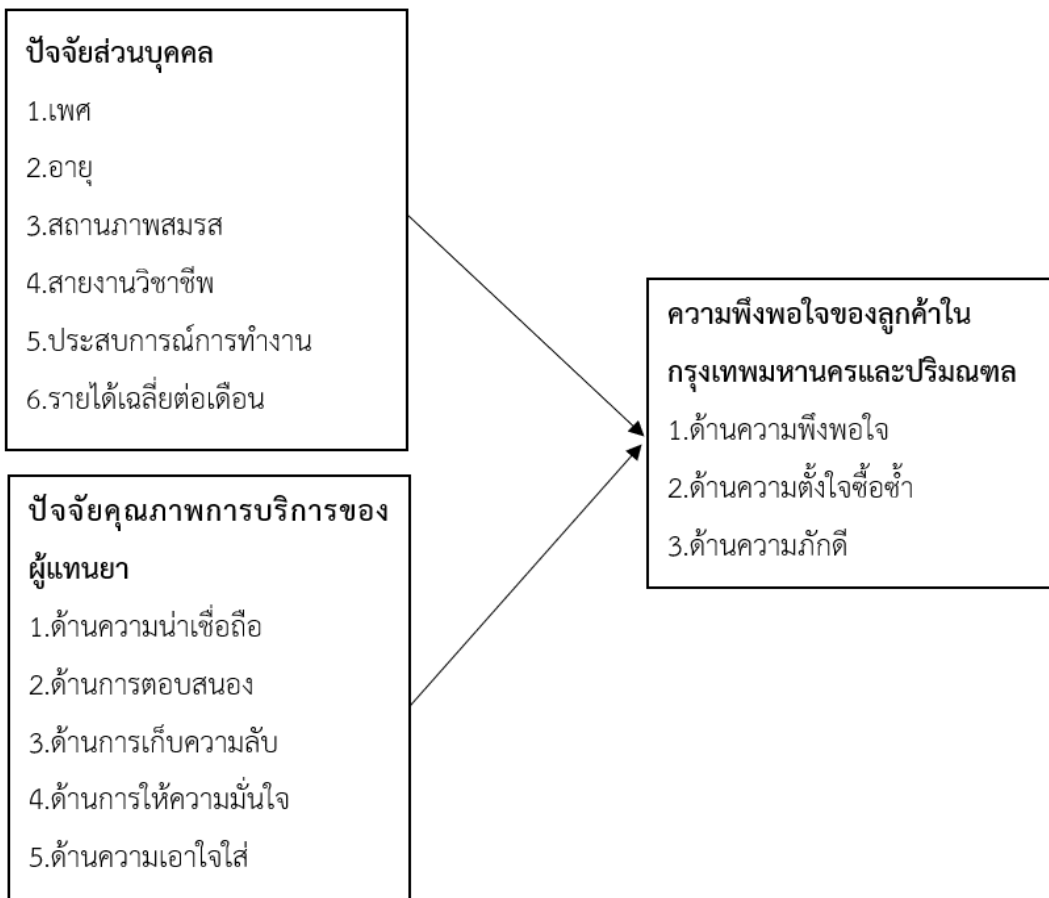 ปัจจัยส่วนบุคคล
1.เพศ
2.อายุ
3.สถานภาพสมรส
4.สายงานวิชาชีพ
5.ประสบการณ์การทำงาน
6.รายได้เฉลี่ยต่อเดือน
ปัจจัยคุณภาพการบริการของ
ผู้แทนยา
1.ด้านความน่าเชื่อถือ
2.ด้านการตอบสนอง
3.ด้านการเก็บความลับ
4.ด้านการให้ความมั่นใจ
5.ด้านความเอาใจใส่
ความพึงพอใจของลูกค้าใน
กรุงเทพมหานครและปริมณฑล
1.ด้านความพึงพอใจ
2.ด้านความตั้งใจซื้อซ้ำ
3.ด้านความภักดี